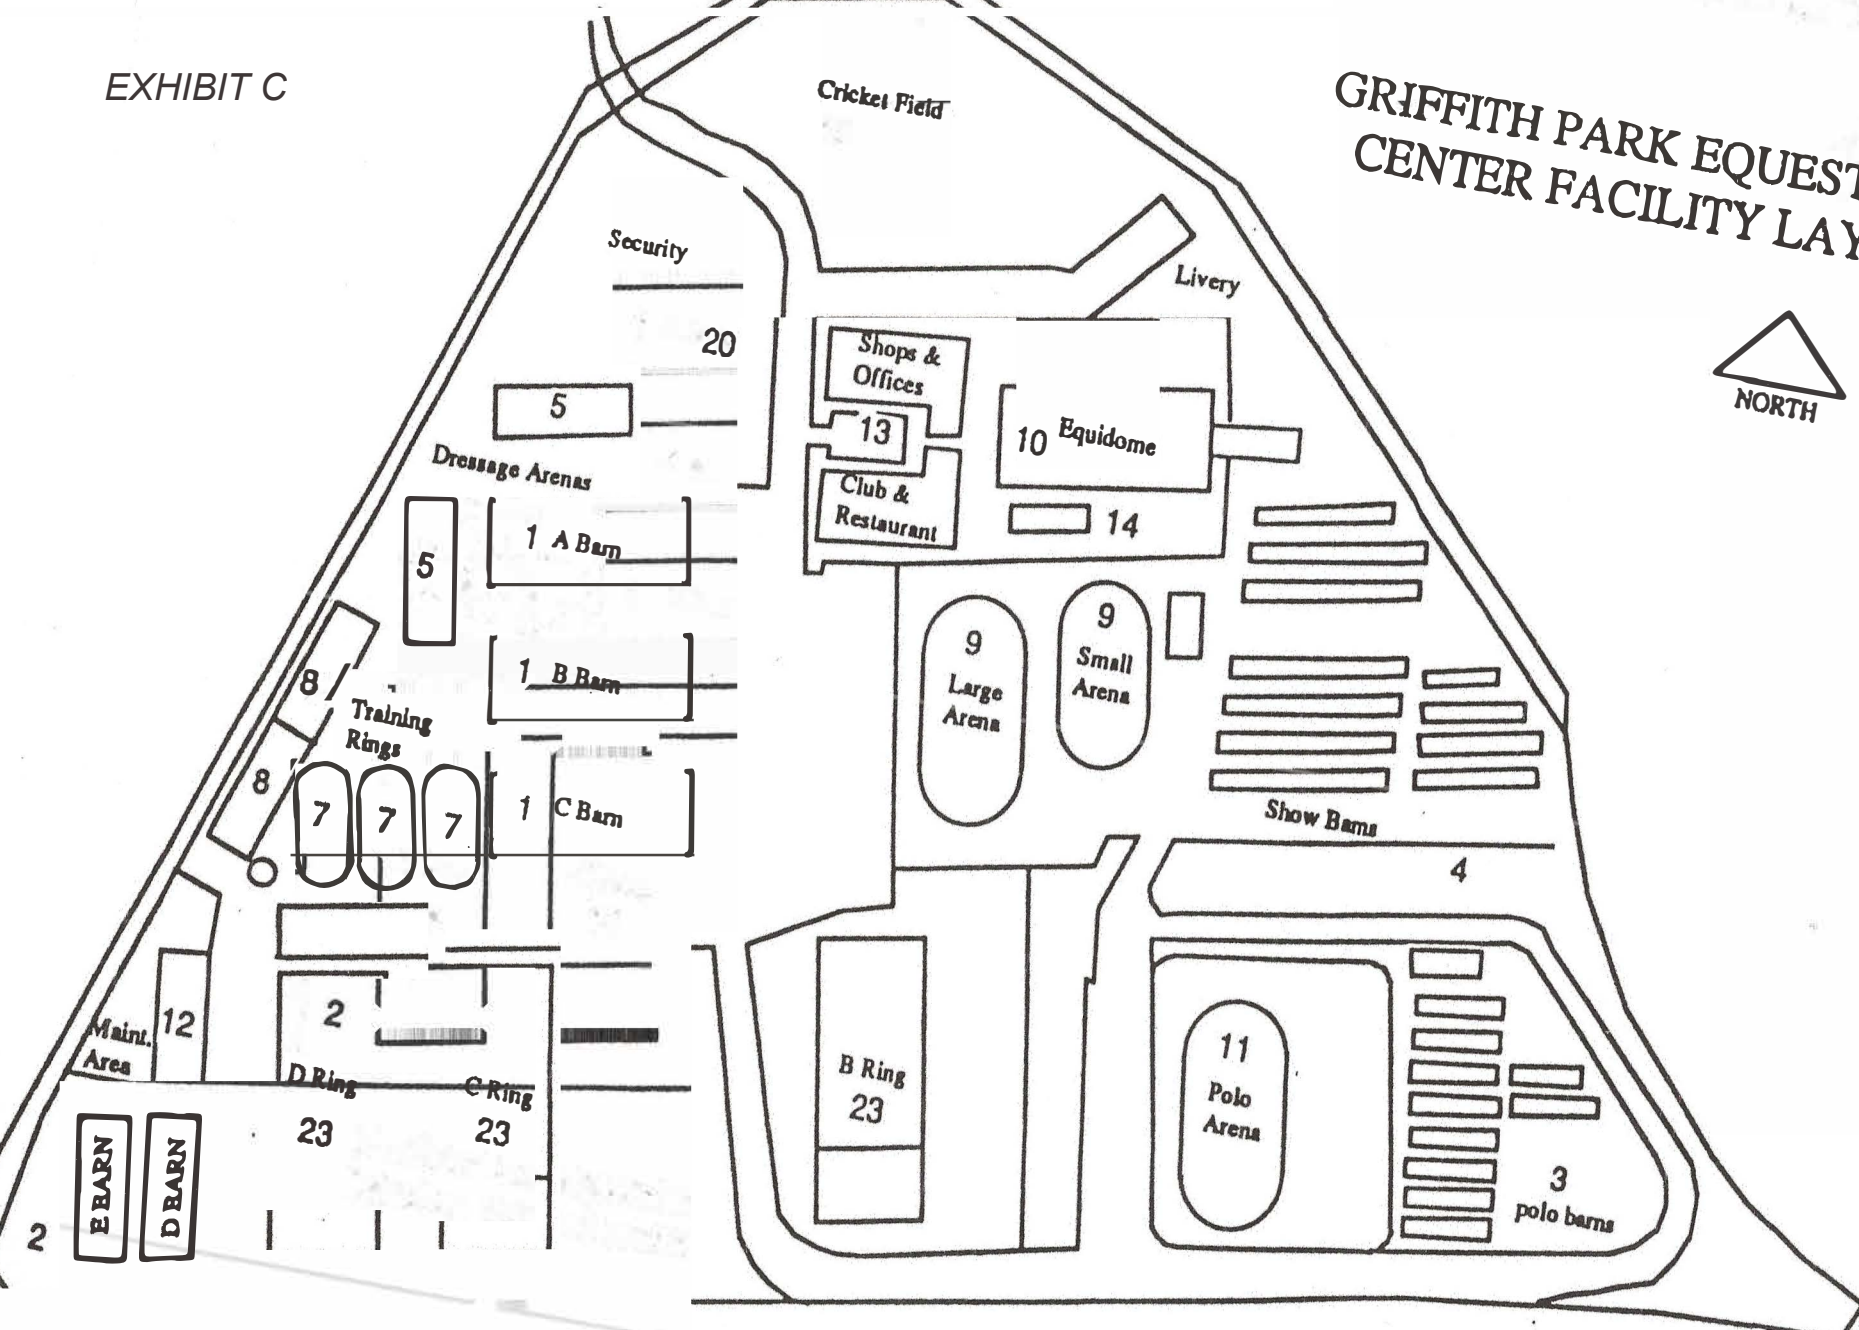 EXHIBIT C
Cricket Field
GRIFFITH PARK EQUEST
CENTER FACILITY LAY
Security
Livery
20
Shops &
Offices
NORTH
5
13
10 Equidome
Dressage Arenas
Club &
Restaurant
14
1 A Barn
5
9
Small
Arena
9
Large
Arena
1 B Barn
8
Training
Rings
8
7
7
7
1 C Barn
Show Barns
4
2
12
Maint.
Area
D Ring
23
C Ring
23
B Ring
23
11
Polo
Arena
E BARN
D BARN
2
3
polo barns